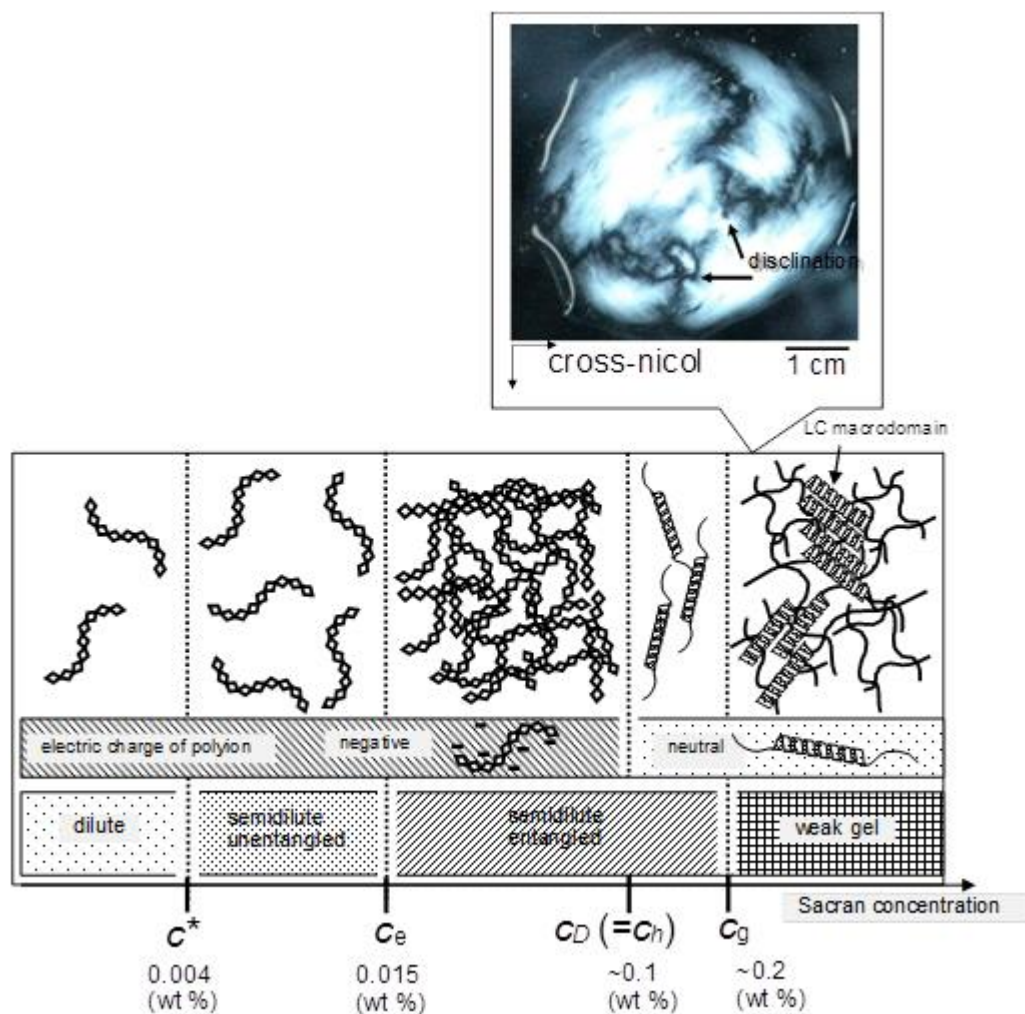 disclination
cross-nicol
1 cm
LC macrodomain
electric charge of polyion
negative
neutral
dilute
semidilute
unentangled
semidilute
entangled
weak gel
Sacran concentration
c*
ce
cD (=ch)
cg
0.004
(wt %)
0.015
(wt %)
~0.1
(wt %)
~0.2
(wt %)